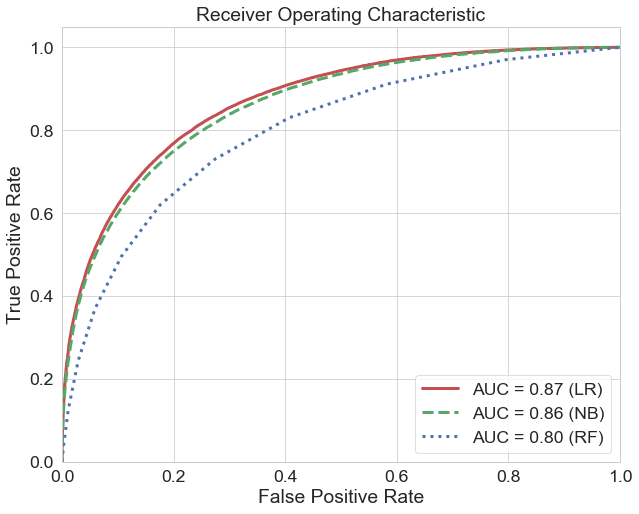 Receiver Operating Characteristic
True Positive Rate
1.0
0.8
0.6
0.4
0.2
0.0
AUC = 0.87 (LR)
AUC = 0.86 (NB)
AUC = 0.80 (RF)
0.0 0.2 0.4 0.6 0.8 1.0
False Positive Rate